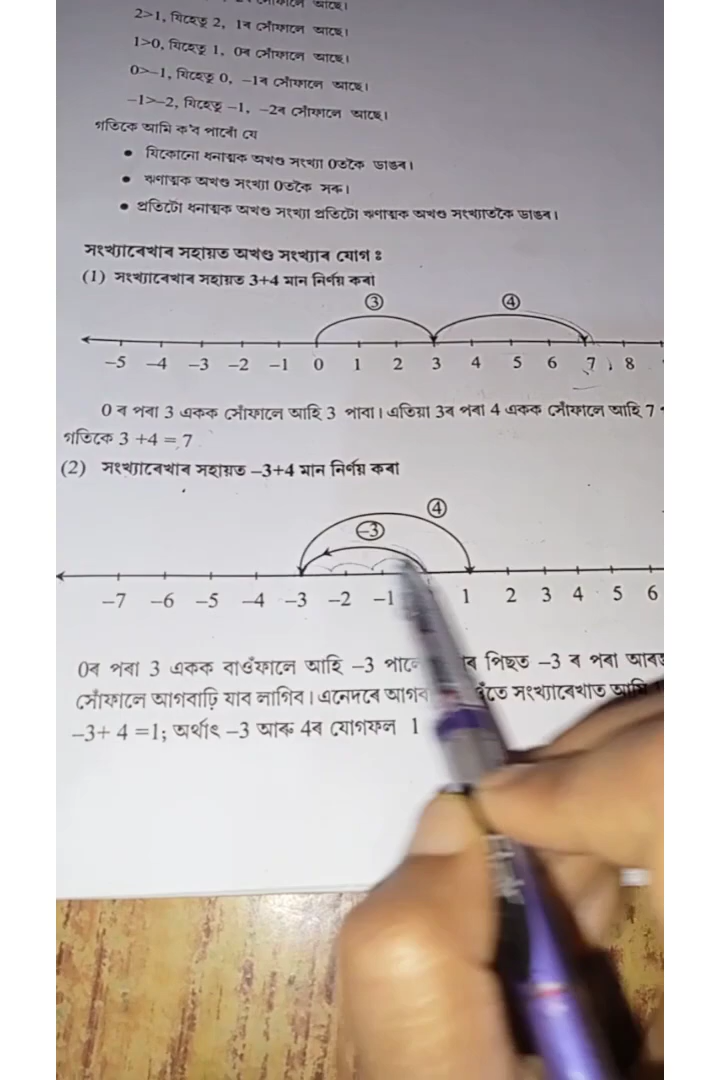 আছে।
2>1, যিহেতু 2, 1ৰ সোঁফালে আছে।
1>0, যিহেতু 1, 0ৰ সোঁফালে আছে।
0>−1, যিহেতু 0, −1ৰ সোঁফালে আছে।
−1>−2, যিহেতু −1, −2ৰ সোঁফালে আছে।
গতিকে আমি ক'ব পাৰোঁ যে
• যিকোনো ধনাত্মক অখণ্ড সংখ্যা 0তকৈ ডাঙৰ।
• ঋণাত্মক অখণ্ড সংখ্যা 0তকৈ সৰু।
• প্ৰতিটো ধনাত্মক অখণ্ড সংখ্যা প্ৰতিটো ঋণাত্মক অখণ্ড সংখ্যাতকৈ ডাঙৰ।
সংখ্যাৰেখাৰ সহায়ত অখণ্ড সংখ্যাৰ যোগ ঃ
(1) সংখ্যাৰেখাৰ সহায়ত 3+4 মান নিৰ্ণয় কৰা
3 4
−5 −4 −3 −2 −1 0 1 2 3 4 5 6 7 8
0 ৰ পৰা 3 একক সোঁফালে আহি 3 পাবা। এতিয়া 3ৰ পৰা 4 একক সোঁফালে আহি 7
গতিকে 3 +4 = 7
(2) সংখ্যাৰেখাৰ সহায়ত −3+4 মান নিৰ্ণয় কৰা
4
−3
−7 −6 −5 −4 −3 −2 −1 1 2 3 4 5 6
0ৰ পৰা 3 একক বাওঁফালে আহি −3 পিছত −3 ৰ পৰা
সোঁফালে আগবাঢ়ি যাব লাগিব। এনেদৰে সংখ্যাৰেখাত আমি
−3+ 4 =1; অৰ্থাৎ −3 আৰু 4ৰ যোগফল 1